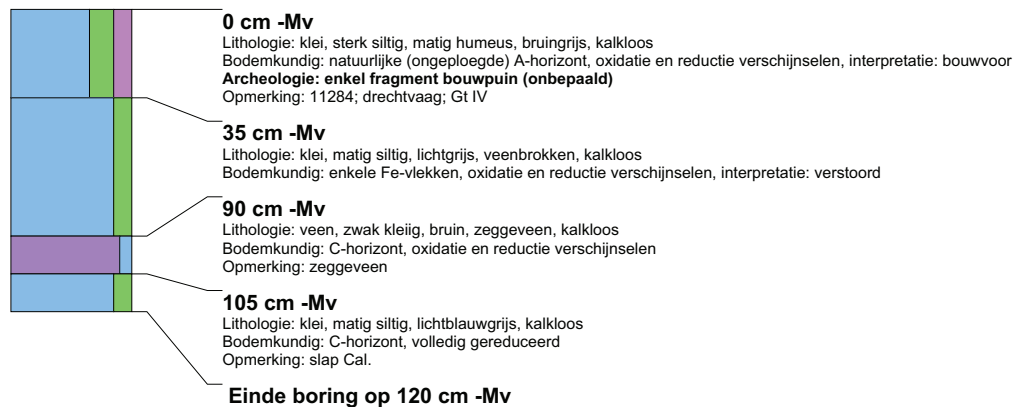 0 cm -Mv
Lithologie: klei, sterk siltig, matig humeus, bruingrijs, kalkloos
Bodemkundig: natuurlijke (ongeploegde) A-horizont, oxidatie en reductie verschijnselen, interpretatie: bouwvoor
Archeologie: enkel fragment bouwpuin (onbepaald)
Opmerking: 11284; drechtvaag; Gt IV
35 cm -Mv
Lithologie: klei, matig siltig, lichtgrijs, veenbrokken, kalkloos
Bodemkundig: enkele Fe-vlekken, oxidatie en reductie verschijnselen, interpretatie: verstoord
90 cm -Mv
Lithologie: veen, zwak kleiig, bruin, zeggeveen, kalkloos
Bodemkundig: C-horizont, oxidatie en reductie verschijnselen
Opmerking: zeggeveen
105 cm -Mv
Lithologie: klei, matig siltig, lichtblauwgrijs, kalkloos
Bodemkundig: C-horizont, volledig gereduceerd
Opmerking: slap Cal.
Einde boring op 120 cm -Mv